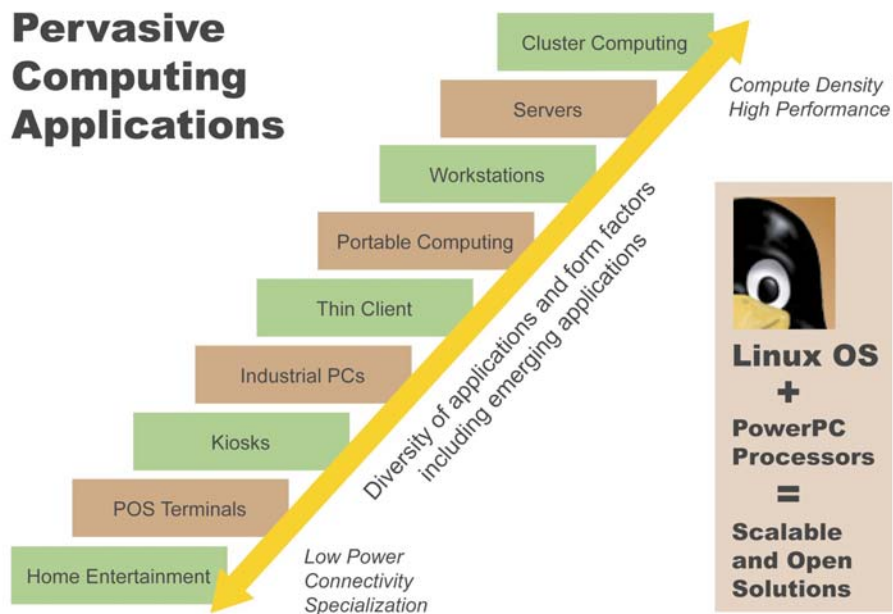 Pervasive
Computing
Applications
Cluster Computing
Servers
Workstations
Portable Computing
Thin Client
Industrial PCs
Kiosks
POS Terminals
Home Entertainment
Compute Density
High Performance
Diversity of applications and form factors
including emerging applications
Low Power
Connectivity
Specialization
Linux OS
+
PowerPC
Processors
=
Scalable
and Open
Solutions